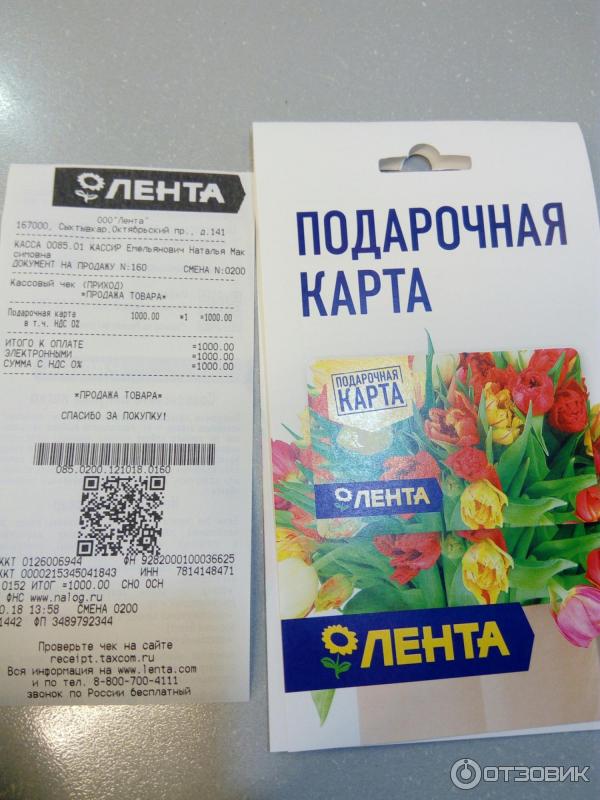 ЛЕНТА
ООО"Лента"
167000, Сыктывкар,Октябрьский пр., д.141
КАССА 0085.01 КАССИР Емельянович Наталья Мак
симовна
ДОКУМЕНТ НА ПРОДАЖУ N:160 СМЕНА N:0200
Кассовый чек (ПРИХОД)
*ПРОДАЖА ТОВАРА*
Подарочная карта 1000.00 *1 =1000.00
в т.ч. НДС 0%
ИТОГО К ОПЛАТЕ =1000.00
ЭЛЕКТРОННЫМИ =1000.00
СУММА С НДС 0% =1000.00
*ПРОДАЖА ТОВАРА*
СПАСИБО ЗА ПОКУПКУ!
085.0200.121018.0160
ККТ 0126006944 ФН 9282000100036625
ККТ 0000215345041843 ИНН 7814148471
0152 ИТОГ =1000.00 СНО ОСН
ФНС www.nalog.ru
0.18 13:58 СМЕНА 0200
1442 ФП 3489792344
Проверьте чек на сайте
receipt.taxcom.ru
Вся информация на www.lenta.com
и по тел. 8-800-700-4111
звонок по России бесплатный
ПОДАРОЧНАЯ
КАРТА
ПОДАРОЧНАЯ
КАРТА
ЛЕНТА
ЛЕНТА
ОТЗОВИК